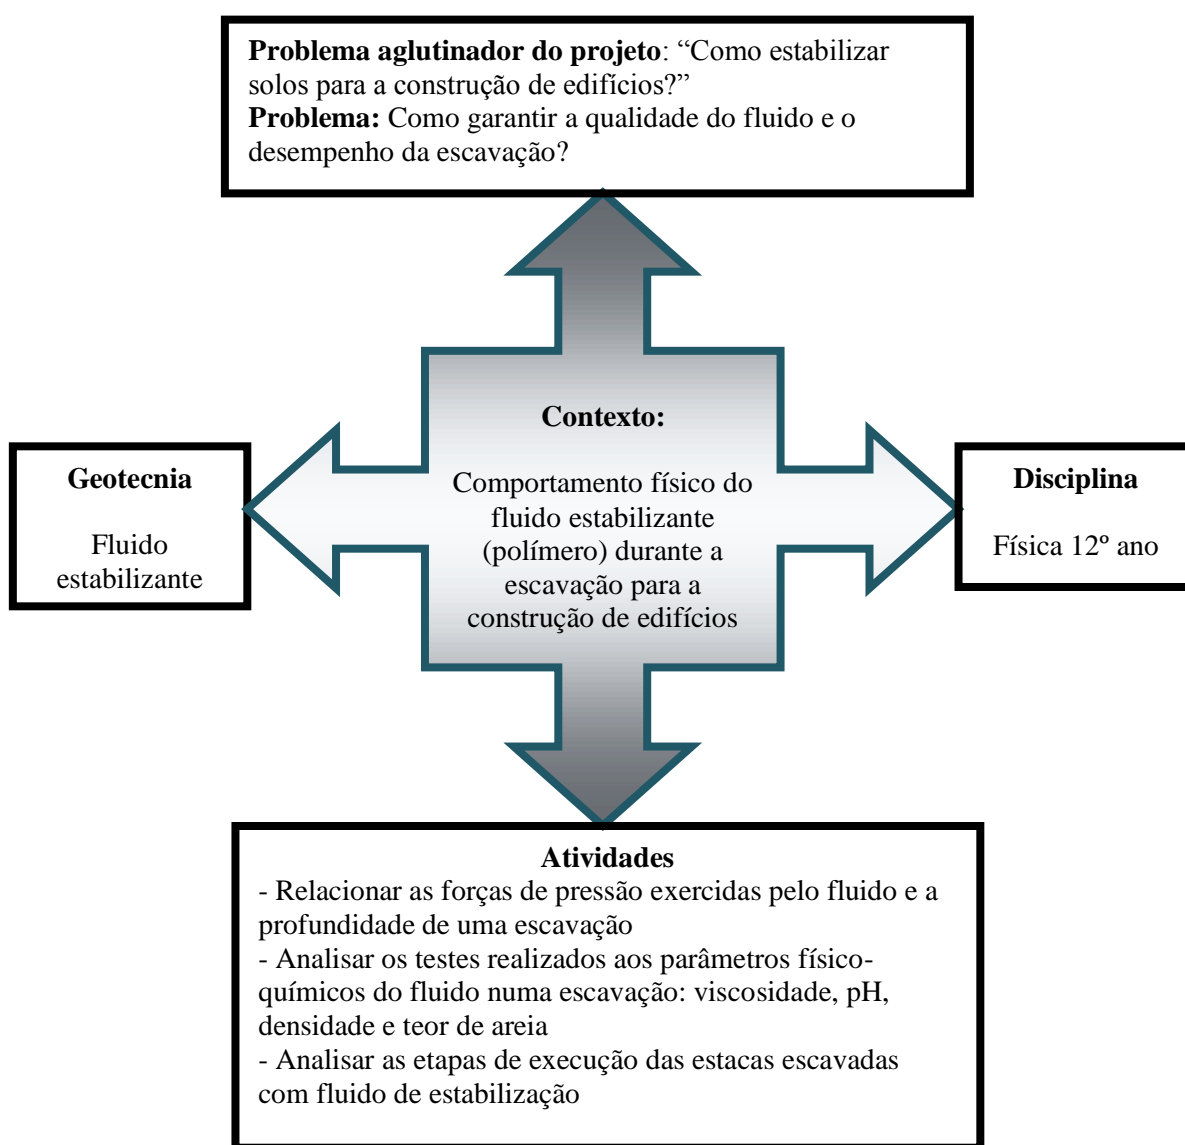 Problema aglutinador do projeto: “Como estabilizar
solos para a construção de edifícios?”
Problema: Como garantir a qualidade do fluido e o
desempenho da escavação?
Contexto:
Comportamento físico do
fluido estabilizante
(polímero) durante a
escavação para a
construção de edifícios
Geotecnia
Fluido
estabilizante
Disciplina
Física 12º ano
Atividades
- Relacionar as forças de pressão exercidas pelo fluido e a
profundidade de uma escavação
- Analisar os testes realizados aos parâmetros físico-
químicos do fluido numa escavação: viscosidade, pH,
densidade e teor de areia
- Analisar as etapas de execução das estacas escavadas
com fluido de estabilização